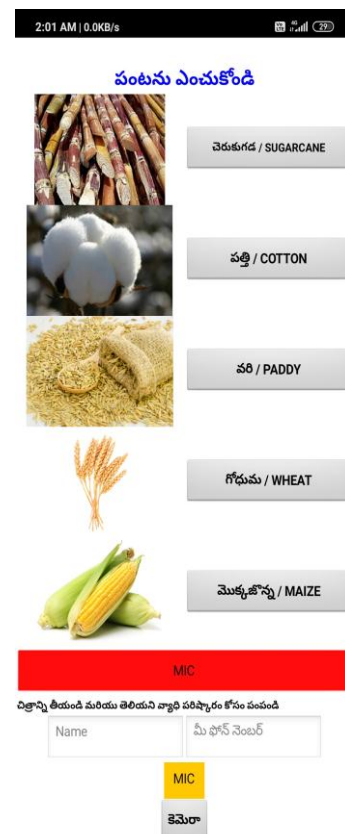 2:01 AM | 0.0KB/s 4G 29
పంటను ఎంచుకోండి
చెరుకుగడ / SUGARCANE
పత్తి / COTTON
వరి / PADDY
గోధుమ / WHEAT
మొక్కజొన్న / MAIZE
MIC
చిత్రాన్ని తీయండి మరియు తెలియని వ్యాధి పరిష్కారం కోసం పంపండి
Name మీ ఫోన్ నెంబర్
MIC
కెమెరా